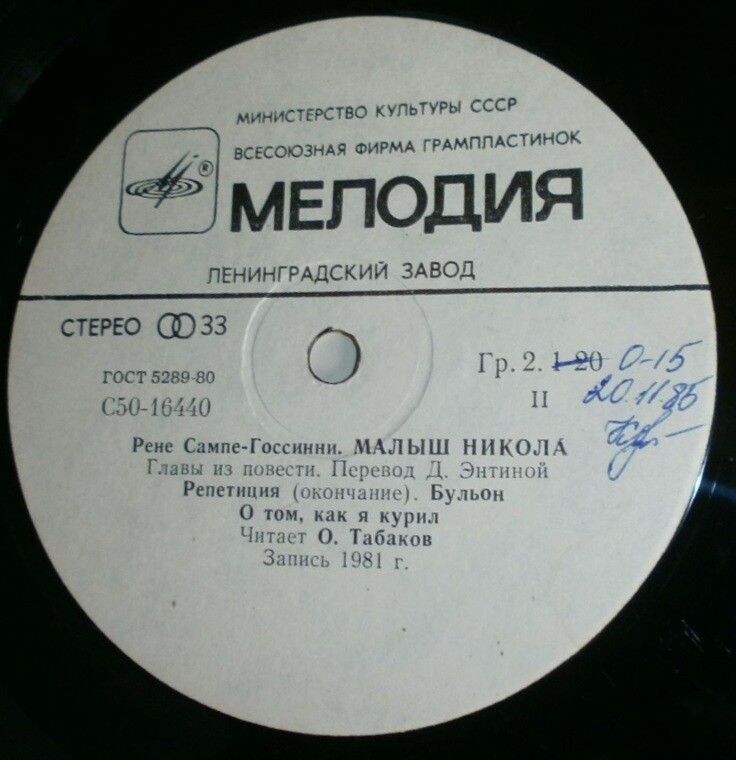 МИНИСТЕРСТВО КУЛЬТУРЫ СССР
ВСЕСОЮЗНАЯ ФИРМА ГРАМПЛАСТИНОК
®
МЕЛОДИЯ
ЛЕНИНГРАДСКИЙ ЗАВОД
СТЕРЕО 33
Гр. 2. 1-20 0-15
ГОСТ 5289-80
С50-16440
II 20.11.85
Рене Сампе-Госсинни. МАЛЫШ НИКОЛА
Главы из повести. Перевод Д. Энтиной
Репетиция (окончание). Бульон
О том, как я курил
Читает О. Табаков
Запись 1981 г.